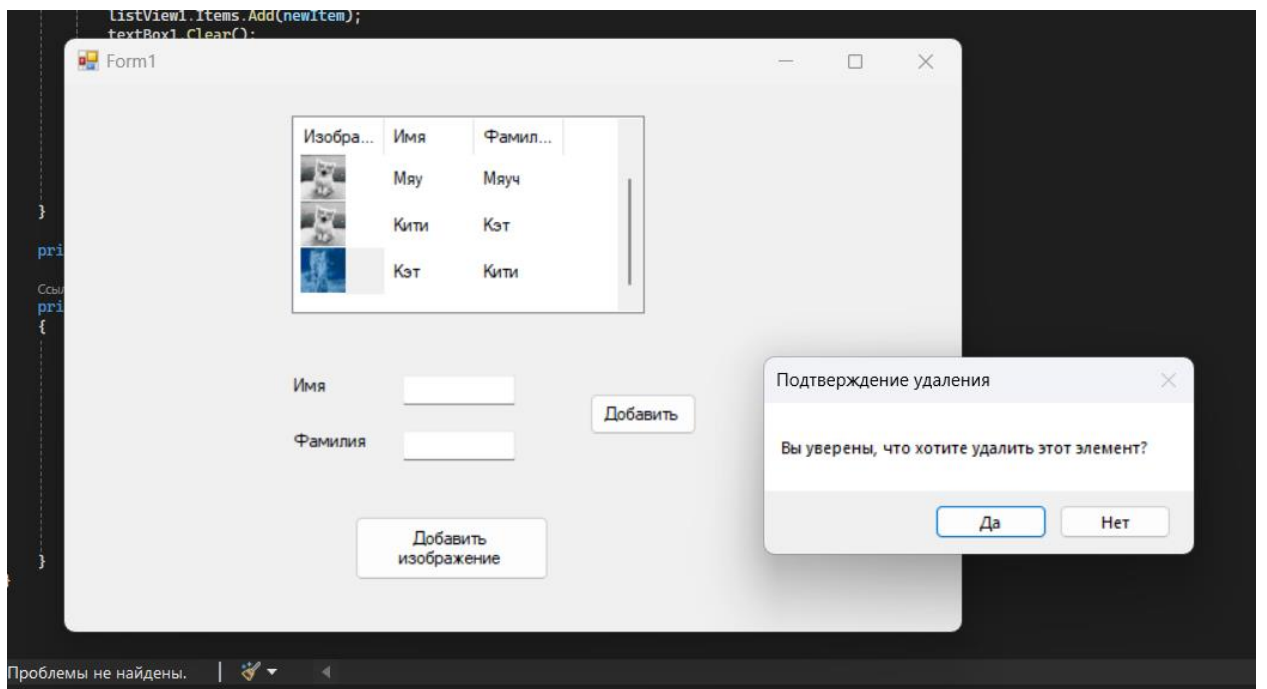 listView1.Items.Add(newItem);
textBox1.Clear();
Form1
Изобра... Имя Фамил...
Мяу Мяуч
Кити Кэт
}
pri
Кэт Кити
Ссыл
pri
{
Имя
Добавить
Фамилия
Подтверждение удаления
Вы уверены, что хотите удалить этот элемент?
Да Нет
Добавить
изображение
}
}
Проблемы не найдены.